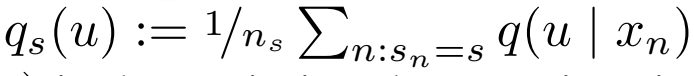 q_s(u) := 1/n_s ∑_{n:s_n=s} q(u | x_n)